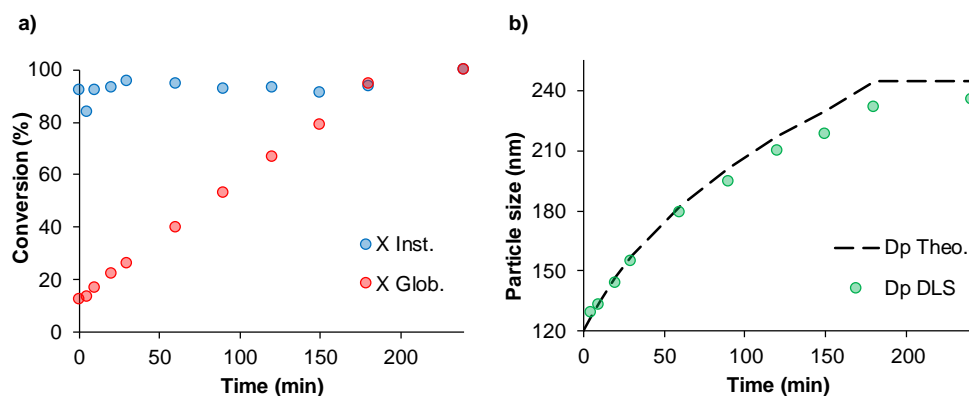 a)
100
80
60
40
20
0
Conversion (%)
X Inst.
X Glob.
0 50 100 150 200
Time (min)
b)
240
210
180
150
120
Particle size (nm)
Dp Theo.
Dp DLS
0 50 100 150 200
Time (min)